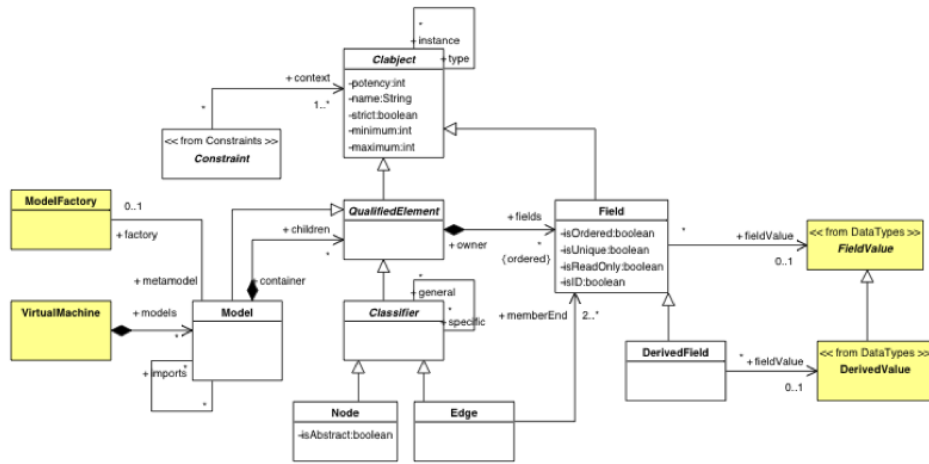 *
+ instance
Clabject
+ type
+ context
-potency:int
-name:String
-strict:boolean
-minimum:int
-maximum:int
*
1..*
<< from Constraints >>
Constraint
ModelFactory
0..1
+ factory
QualifiedElement
+ fields
+ owner
*
{ordered}
Field
-isOrdered:boolean
-isUnique:boolean
-isReadOnly:boolean
-isID:boolean
*
+ fieldValue
0..1
<< from DataTypes >>
FieldValue
+ children
*
+ metamodel
+ container
VirtualMachine
+ models
*
Model
+ imports
*
*
*
+ general
Classifier
*
+ specific
+ memberEnd
2..*
DerivedField
*
+ fieldValue
0..1
<< from DataTypes >>
DerivedValue
Node
-isAbstract:boolean
Edge